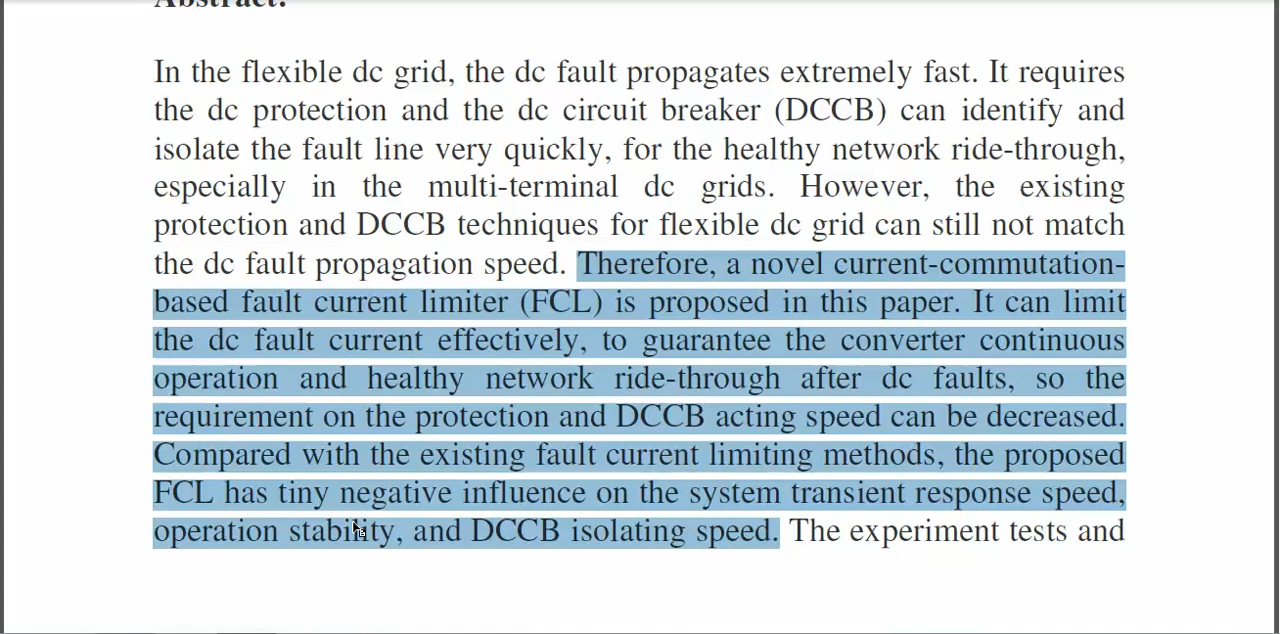 Abstract:
In the flexible dc grid, the dc fault propagates extremely fast. It requires
the dc protection and the dc circuit breaker (DCCB) can identify and
isolate the fault line very quickly, for the healthy network ride-through,
especially in the multi-terminal dc grids. However, the existing
protection and DCCB techniques for flexible dc grid can still not match
the dc fault propagation speed. Therefore, a novel current-commutation-
based fault current limiter (FCL) is proposed in this paper. It can limit
the dc fault current effectively, to guarantee the converter continuous
operation and healthy network ride-through after dc faults, so the
requirement on the protection and DCCB acting speed can be decreased.
Compared with the existing fault current limiting methods, the proposed
FCL has tiny negative influence on the system transient response speed,
operation stability, and DCCB isolating speed. The experiment tests and